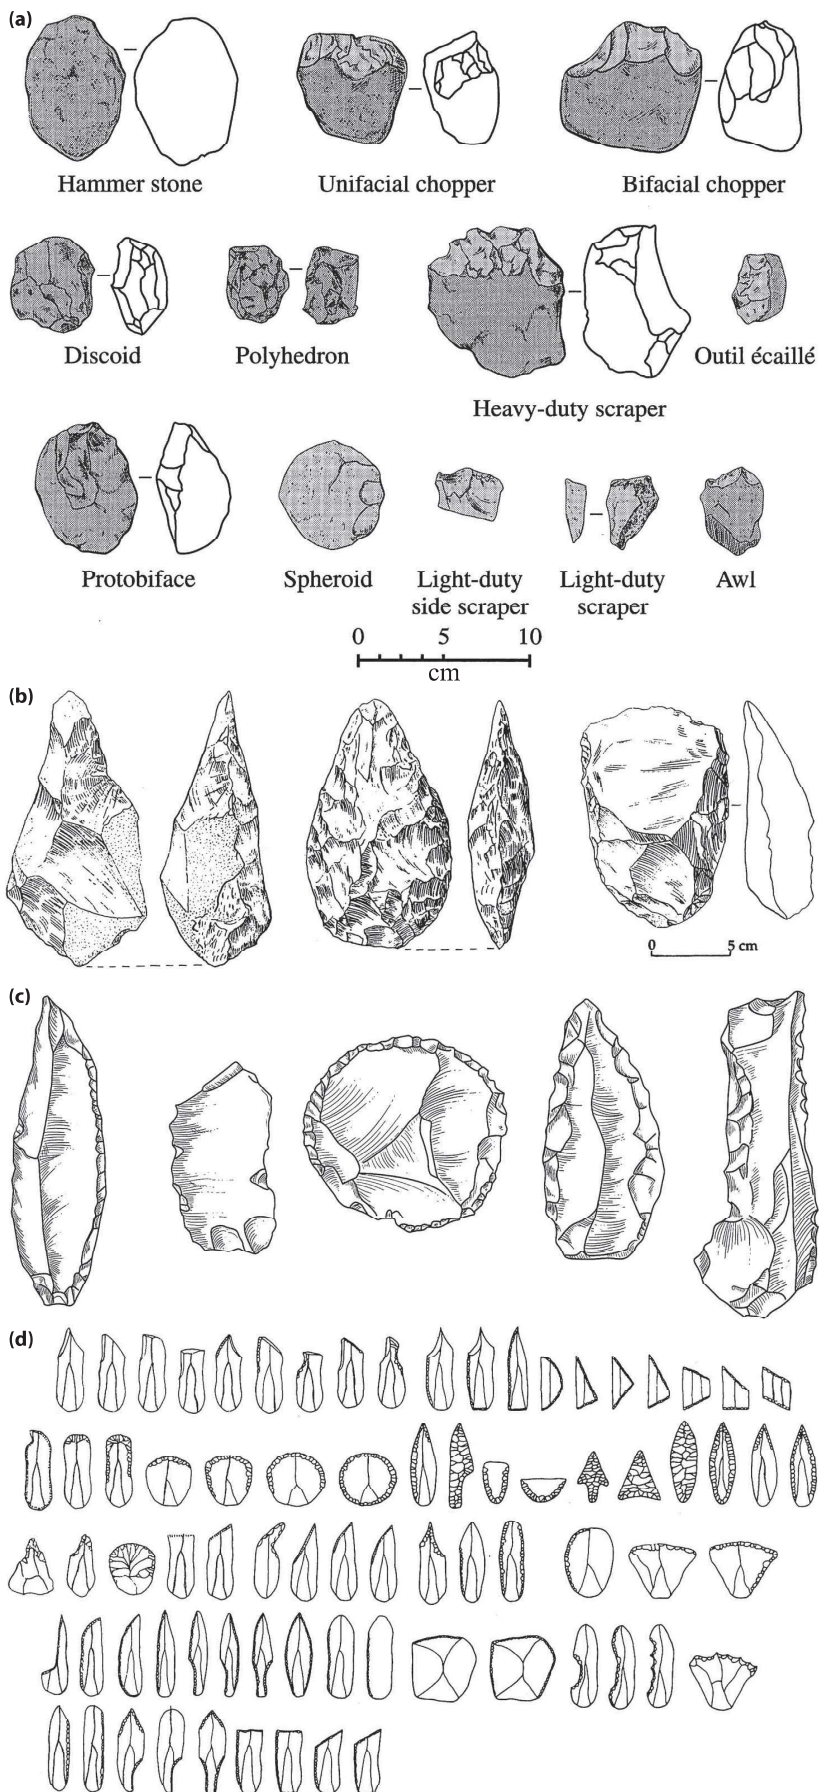 (a)
Hammer stone
Unifacial chopper
Bifacial chopper
Discoid
Polyhedron
Heavy-duty scraper
Outil écaillé
Protobiface
Spheroid
Light-duty
side scraper
Light-duty
scraper
Awl
0 5 10
cm
(b)
0 5 cm
(c)
(d)